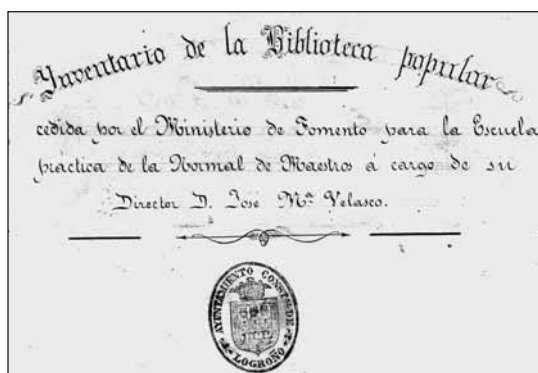 Inventario de la Biblioteca popular
cedida por el Ministerio de Fomento para la Escuela
práctica de la Normal de Maestros á cargo de su
Director D. José Mª Velasco.
AYUNTAMIENTO CONSTAL DE
LOGROÑO